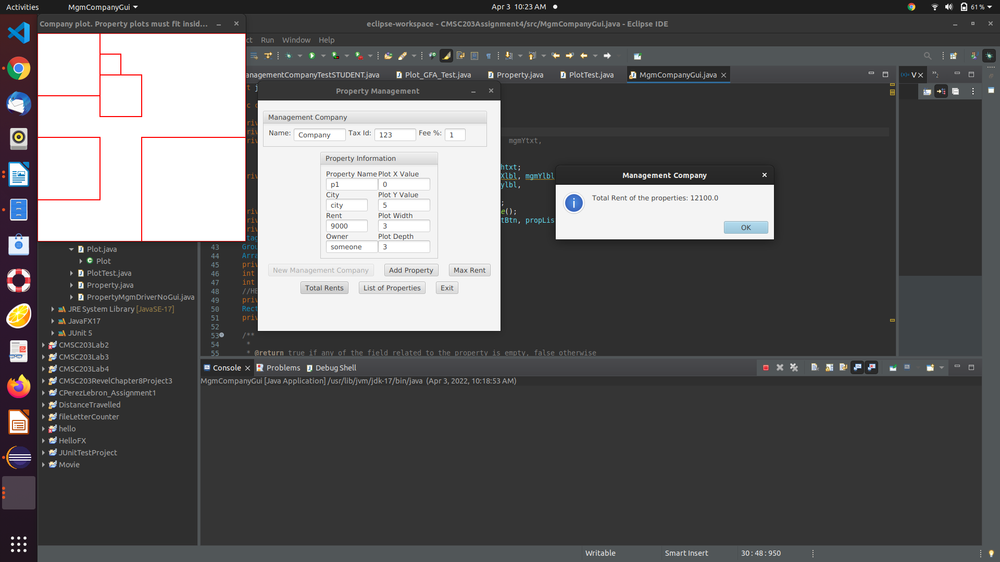 Activities
MgmCompanyGui
Apr 3 10:23 AM
61 %
Company plot. Property plots must fit insid...
eclipse-workspace - CMSC203Assignment4/src/MgmCompanyGui.java - Eclipse IDE
ct Run Window Help
anagementCompanyTestSTUDENT.java
Plot_GFA_Test.java
Property.java
PlotTest.java
MgmCompanyGui.java
(x)= V
Property Management
Management Company
Name: Company Tax Id: 123 Fee %: 1
Property Information
Property Name Plot X Value
p1 0
City Plot Y Value
city 5
Rent Plot Width
9000 3
Owner Plot Depth
someone 3
New Management Company
Add Property
Max Rent
Total Rents
List of Properties
Exit
mgmYtxt,
htxt;
Xlbl, mgmYlbl
ylbl,
;
e();
tBtn, propLis
Management Company
Total Rent of the properties: 12100.0
OK
t j
c c
riv
riv
riv
riv
riv
riv
riv
tag
43 Grou
44 Arra
45 priv
46 int
47 int
48 //HB
49 priv
50 Rect
51 priv
52
53 /**
54 *
55 * @return true if any of the field related to the property is empty, false otherwise
Plot.java
Plot
PlotTest.java
Property.java
PropertyMgmDriverNoGui.java
JRE System Library [JavaSE-17]
JavaFX17
JUnit 5
CMSC203Lab2
CMSC203Lab3
CMSC203Lab4
CMSC203RevelChapter8Project3
CPerezLebron_Assignment1
DistanceTravelled
fileLetterCounter
hello
HelloFX
JUnitTestProject
Movie
Console
Problems
Debug Shell
MgmCompanyGui [Java Application] /usr/lib/jvm/jdk-17/bin/java (Apr 3, 2022, 10:18:53 AM)
Writable
Smart Insert
30 : 48 : 950